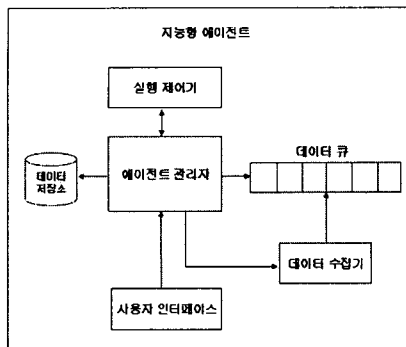 지능형 에이전트
실행 제어기
데이터 큐
데이터
저장소
에이전트 관리자
데이터 수집기
사용자 인터페이스